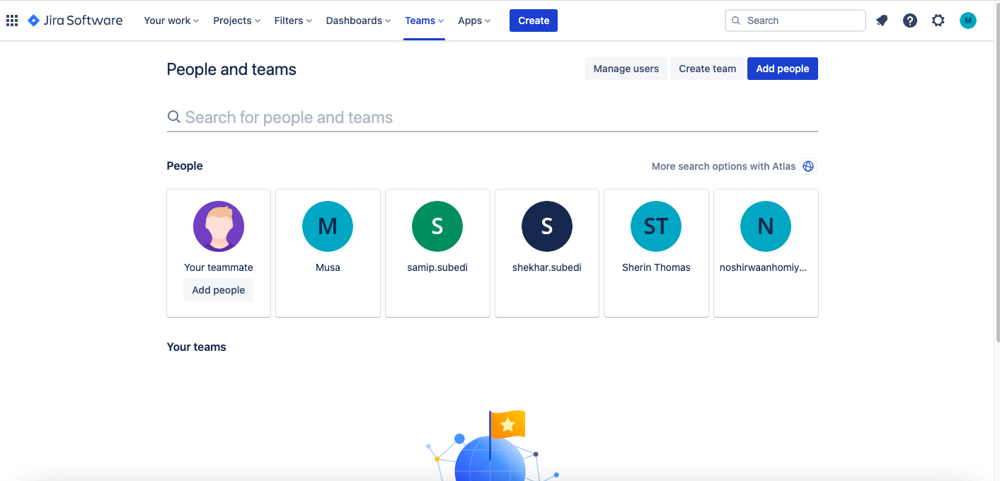 Jira Software Your work Projects Filters Dashboards Teams Apps Create Search M
People and teams Manage users Create team Add people
Search for people and teams
People More search options with Atlas
M S S ST N
Your teammate Musa samip.subedi shekhar.subedi Sherin Thomas noshirwaanhomiy...
Add people
Your teams